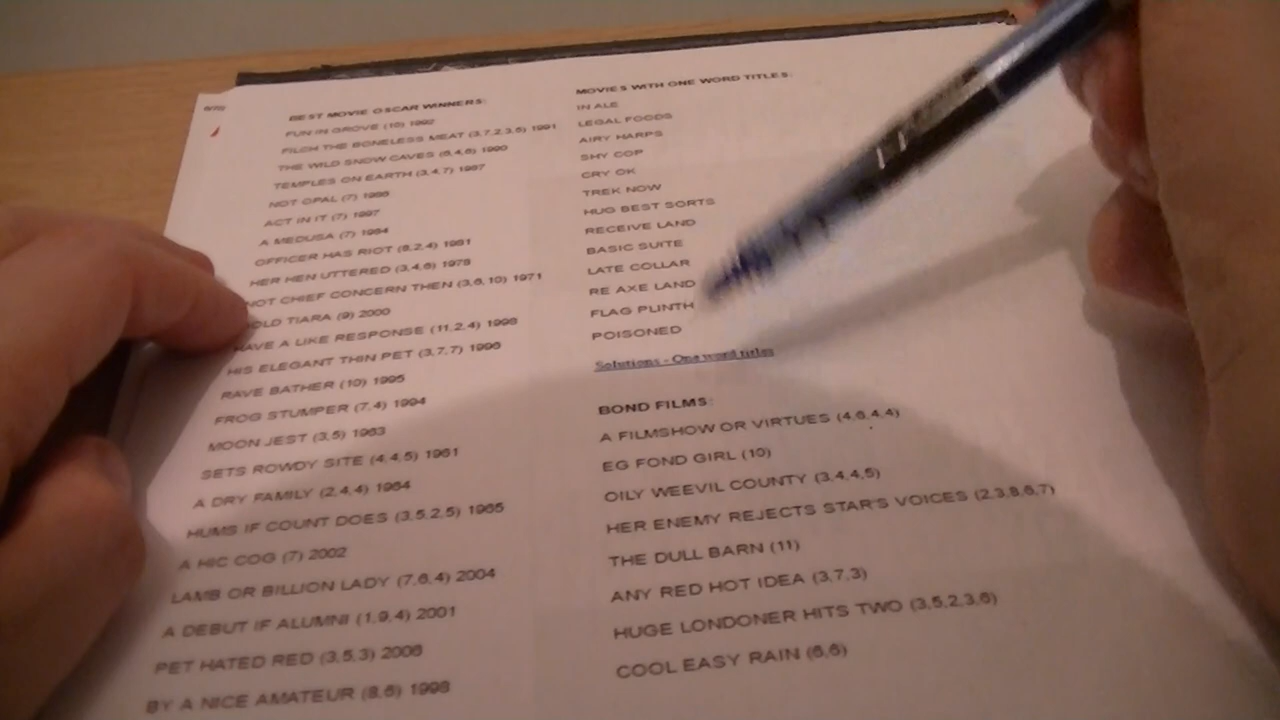 BEST MOVIE OSCAR WINNERS:
FUN IN GROVE (10) 1992
FILCH THE BONELESS MEAT (3,7,2,3,5) 1991
THE WILD SNOW CAVES (6,4,6) 1990
TEMPLES ON EARTH (3,4,7) 1987
NOT OPAL (7) 1986
ACT IN IT (7) 1997
A MEDUSA (7) 1984
OFFICER HAS RIOT (8,2,4) 1981
HER HEN UTTERED (3,4,6) 1978
NOT CHIEF CONCERN THEN (3,6,10) 1971
OLD TIARA (9) 2000
HAVE A LIKE RESPONSE (11,2,4) 1998
HIS ELEGANT THIN PET (3,7,7) 1996
RAVE BATHER (10) 1995
FROG STUMPER (7,4) 1994
MOON JEST (3,5) 1963
SETS ROWDY SITE (4,4,5) 1961
A DRY FAMILY (2,4,4) 1964
HUMS IF COUNT DOES (3,5,2,5) 1965
A HIC COG (7) 2002
LAMB OR BILLION LADY (7,6,4) 2004
A DEBUT IF ALUMNI (1,9,4) 2001
PET HATED RED (3,5,3) 2006
BY A NICE AMATEUR (8,6) 1998
MOVIES WITH ONE WORD TITLES:
IN ALE
LEGAL FOODS
AIRY HARPS
SHY COP
CRY OK
TREK NOW
HUG BEST SORTS
RECEIVE LAND
BASIC SUITE
LATE COLLAR
RE AXE LAND
FLAG PLINTH
POISONED
Solutions - One word titles
BOND FILMS:
A FILMSHOW OR VIRTUES (4,6,4,4)
EG FOND GIRL (10)
OILY WEEVIL COUNTY (3,4,4,5)
HER ENEMY REJECTS STAR'S VOICES (2,3,8,6,7)
THE DULL BARN (11)
ANY RED HOT IDEA (3,7,3)
HUGE LONDONER HITS TWO (3,5,2,3,6)
COOL EASY RAIN (6,6)